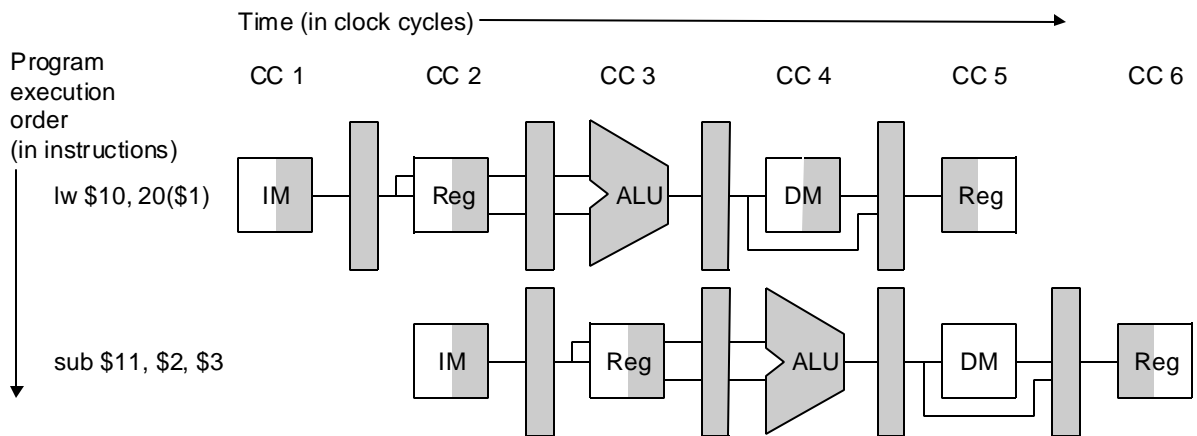 Time (in clock cycles)
Program
execution
order
(in instructions)
CC 1 CC 2 CC 3 CC 4 CC 5 CC 6
lw $10, 20($1) IM Reg ALU DM Reg
sub $11, $2, $3 IM Reg ALU DM Reg